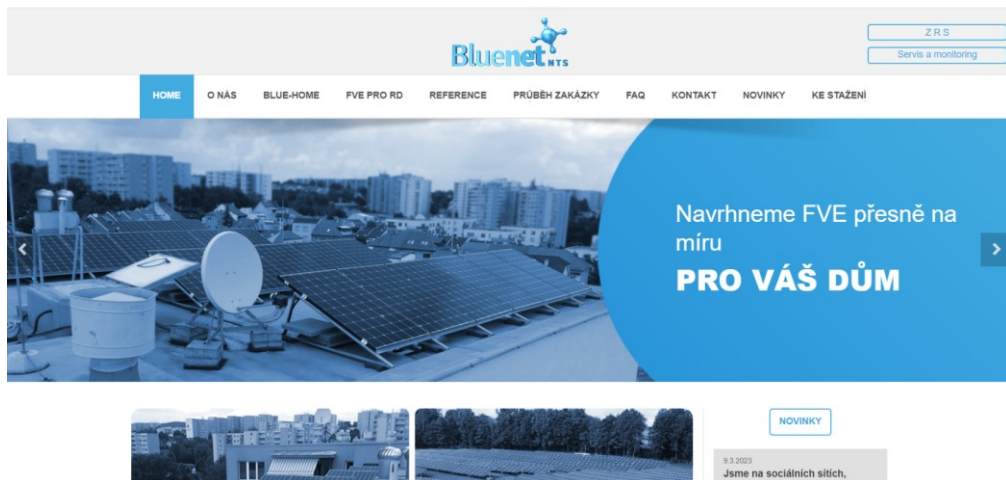 Bluenet NTS
Z R S
Servis a monitoring
HOME O NÁS BLUE-HOME FVE PRO RD REFERENCE PRŮBĚH ZAKÁZKY FAQ KONTAKT NOVINKY KE STAŽENÍ
Navrhneme FVE přesně na
míru
PRO VÁŠ DŮM
NOVINKY
9.3.2023
Jsme na sociálních sítích,